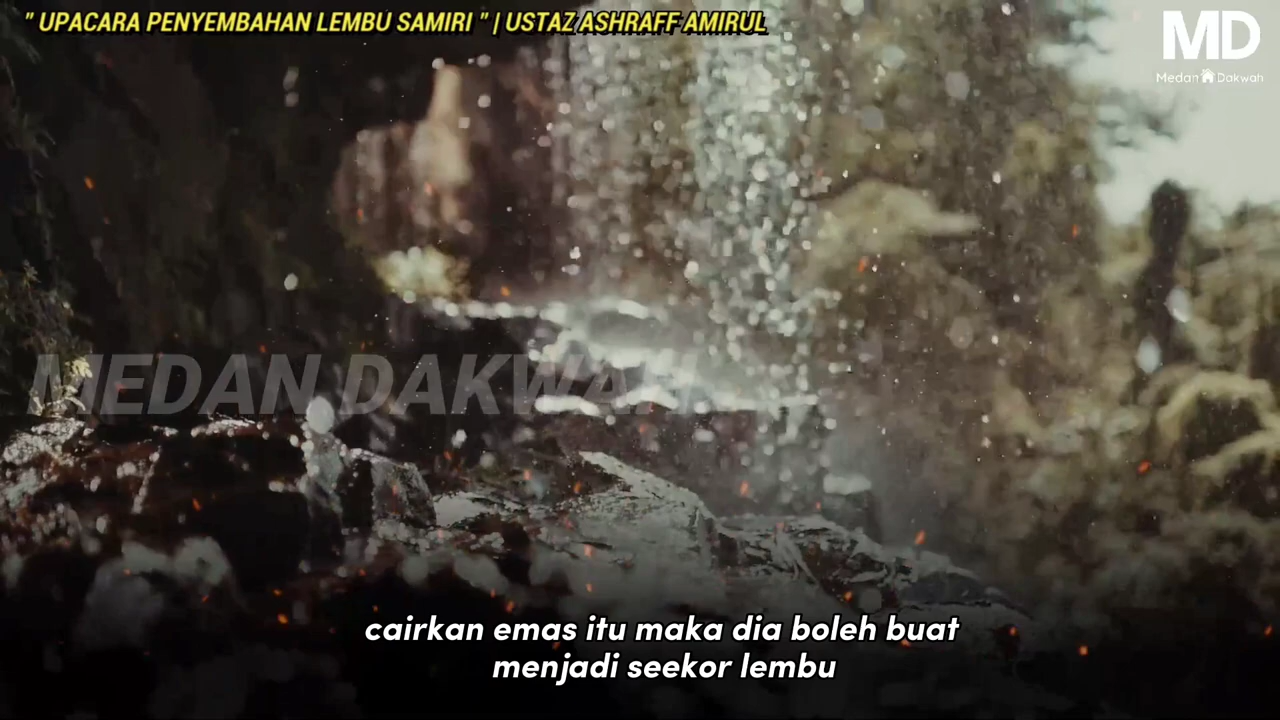 " UPACARA PENYEMBAHAN LEMBU SAMIRI " | USTAZ ASHRAFF AMIRUL
MD
Medan Dakwah
MEDAN DAKWAH
cairkan emas itu maka dia boleh buat
menjadi seekor lembu